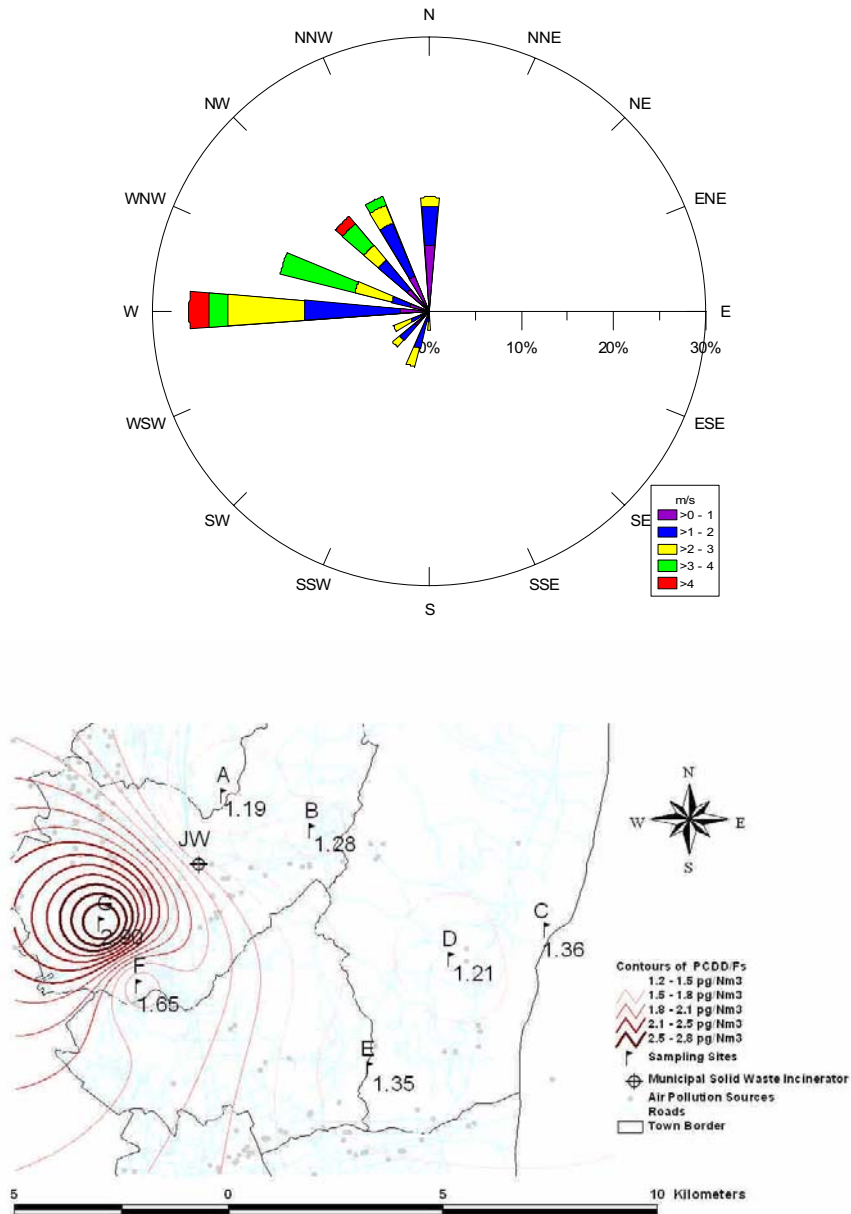 N
NNW
NNE
NW
NE
WNW
ENE
W
E
0%
10%
20%
30%
WSW
ESE
SW
SE
SSW
SSE
S
m/s
>0 - 1
>1 - 2
>2 - 3
>3 - 4
>4
A
1.19
B
1.28
JW
G
F
1.65
D
1.21
C
1.36
E
1.35
N
W
E
S
Contours of PCDD/Fs
1.2 - 1.5 pg/Nm3
1.5 - 1.8 pg/Nm3
1.8 - 2.1 pg/Nm3
2.1 - 2.5 pg/Nm3
2.5 - 2.8 pg/Nm3
Sampling Sites
Municipal Solid Waste Incinerator
Air Pollution Sources
Roads
Town Border
5
0
5
10 Kilometers